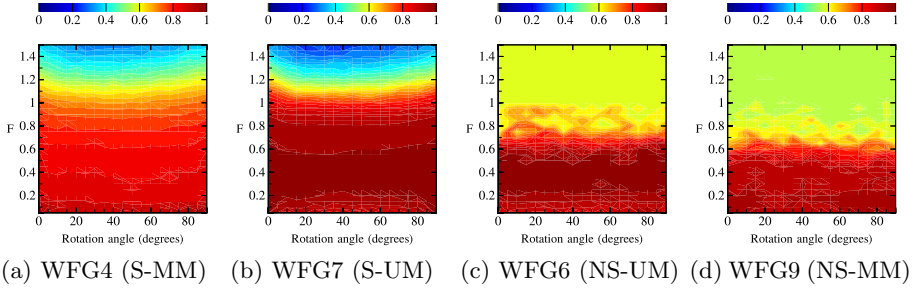 0 0.2 0.4 0.6 0.8 1
0 0.2 0.4 0.6 0.8 1
0 0.2 0.4 0.6 0.8 1
0 0.2 0.4 0.6 0.8 1
1.4
1.2
1
F 0.8
0.6
0.4
0.2
0 20 40 60 80
Rotation angle (degrees)
1.4
1.2
1
F 0.8
0.6
0.4
0.2
0 20 40 60 80
Rotation angle (degrees)
1.4
1.2
1
F 0.8
0.6
0.4
0.2
0 20 40 60 80
Rotation angle (degrees)
1.4
1.2
1
F 0.8
0.6
0.4
0.2
0 20 40 60 80
Rotation angle (degrees)
(a) WFG4 (S-MM) (b) WFG7 (S-UM) (c) WFG6 (NS-UM) (d) WFG9 (NS-MM)